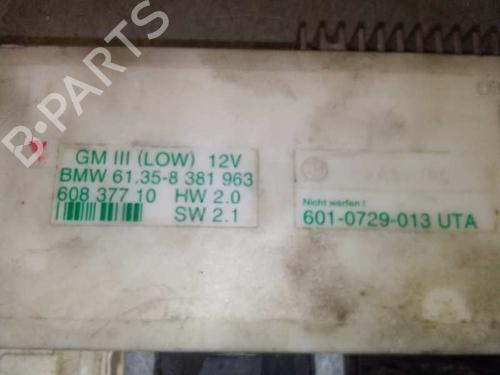 GM III (LOW) 12V
BMW 61.35-8 381 963
608 377 10 HW 2.0
SW 2.1
Nicht werfen !
601-0729-013 UTA
B-PARTS